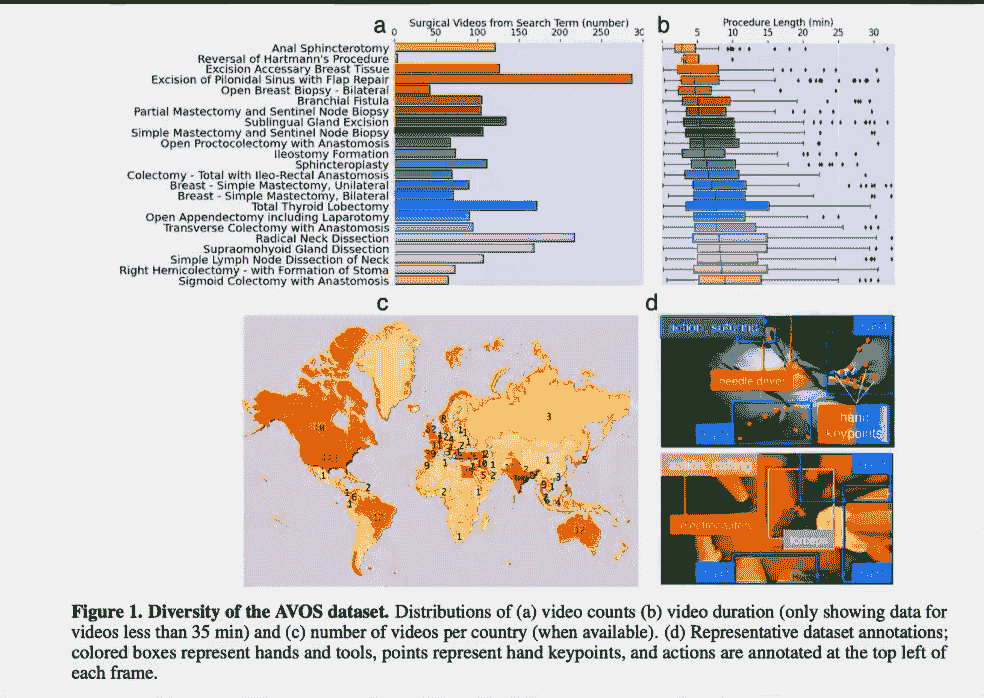 a
Surgical Videos from Search Term (number)
0 50 100 150 200 250 30
Anal Sphincterotomy
Reversal of Hartmann's Procedure
Excision Accessary Breast Tissue
Excision of Pilonidal Sinus with Flap Repair
Open Breast Biopsy - Bilateral
Branchial Fistula
Partial Mastectomy and Sentinel Node Biopsy
Sublingual Gland Excision
Simple Mastectomy and Sentinel Node Biopsy
Open Proctocolectomy with Anastomosis
Ileostomy Formation
Sphincteroplasty
Colectomy - Total with Ileo-Rectal Anastomosis
Breast - Simple Mastectomy, Unilateral
Breast - Simple Mastectomy, Bilateral
Total Thyroid Lobectomy
Open Appendectomy including Laparotomy
Transverse Colectomy with Anastomosis
Radical Neck Dissection
Supraomohyoid Gland Dissection
Simple Lymph Node Dissection of Neck
Right Hemicolectomy - with Formation of Stoma
Sigmoid Colectomy with Anastomosis
b
Procedure Length (min)
0 5 10 15 20 25 30
c
d
action: suturing
needle driver
hand
keypoints
Figure 1. Diversity of the AVOS dataset. Distributions of (a) video counts (b) video duration (only showing data for
videos less than 35 min) and (c) number of videos per country (when available). (d) Representative dataset annotations;
colored boxes represent hands and tools, points represent hand keypoints, and actions are annotated at the top left of
each frame.